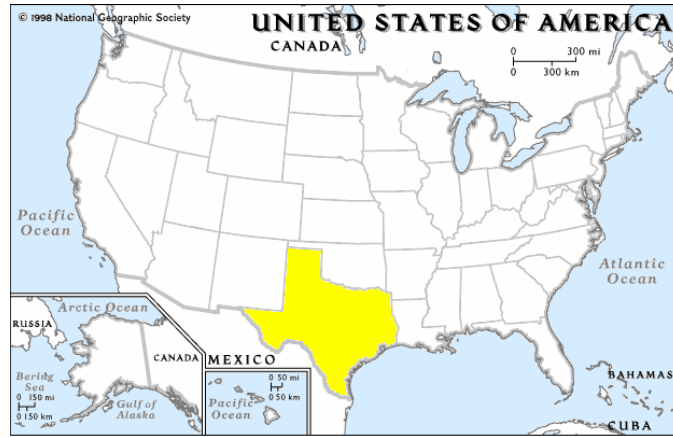 © 1998 National Geographic Society
UNITED STATES OF AMERICA
CANADA
0 300 mi
0 300 km
Pacific
Ocean
Atlantic
Ocean
Arctic Ocean
RUSSIA
CANADA
MEXICO
Bering
Sea
0 150 mi
0 150 km
Gulf of
Alaska
0 50 mi
0 50 km
Pacific
Ocean
BAHAMAS
CUBA